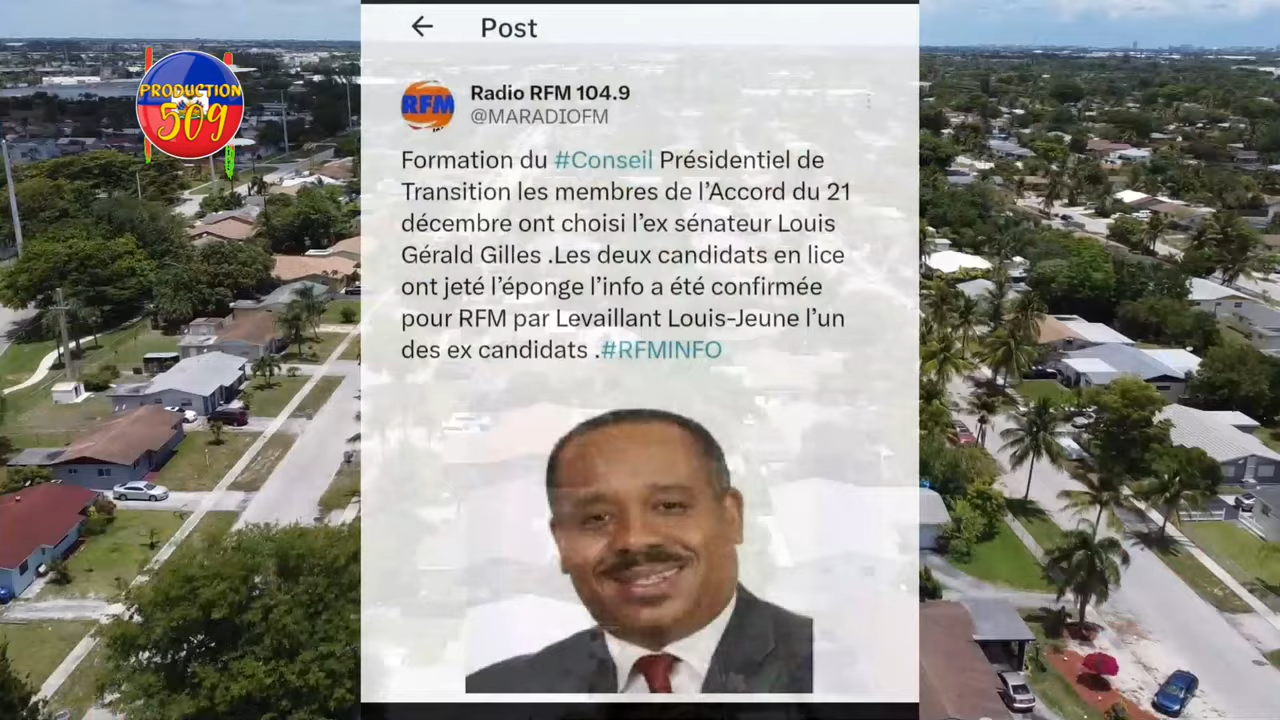 Post
PRODUCTION
509
RFM
Radio RFM 104.9
@MARADIOFM
Formation du #Conseil Présidentiel de
Transition les membres de l'Accord du 21
décembre ont choisi l'ex sénateur Louis
Gérald Gilles .Les deux candidats en lice
ont jeté l'éponge l'info a été confirmée
pour RFM par Levaillant Louis-Jeune l'un
des ex candidats .#RFMINFO